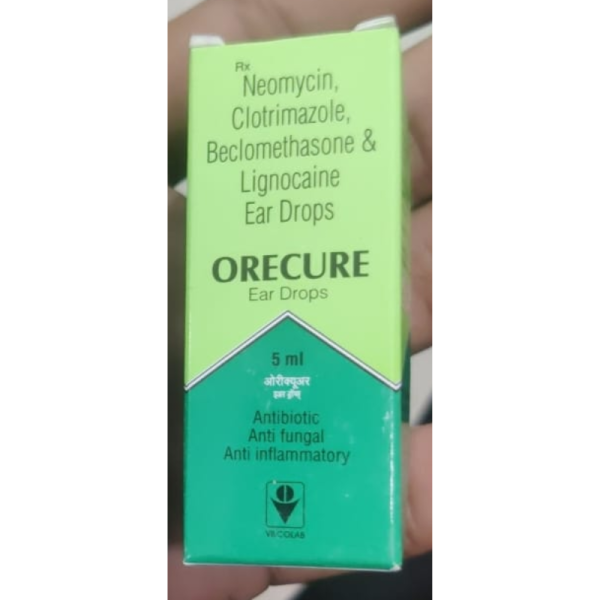 Rx
Neomycin,
Clotrimazole,
Beclomethasone &
Lignocaine
Ear Drops
ORECURE
Ear Drops
5 ml
ओरीक्यूअर
इअर ड्रॉप्स
Antibiotic
Anti fungal
Anti inflammatory